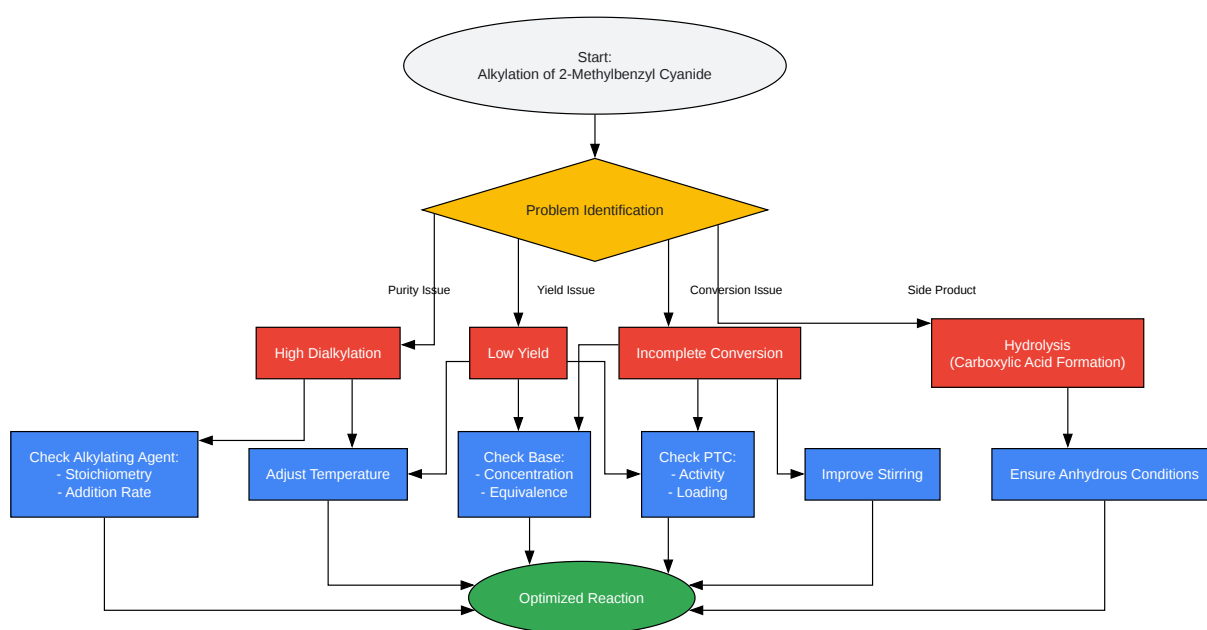 Start:
Alkylation of 2-Methylbenzyl Cyanide
Problem Identification
Purity Issue
Yield Issue
Conversion Issue
Side Product
High Dialkylation
Low Yield
Incomplete Conversion
Hydrolysis
(Carboxylic Acid Formation)
Check Alkylating Agent:
- Stoichiometry
- Addition Rate
Adjust Temperature
Check Base:
- Concentration
- Equivalence
Check PTC:
- Activity
- Loading
Improve Stirring
Ensure Anhydrous Conditions
Optimized Reaction